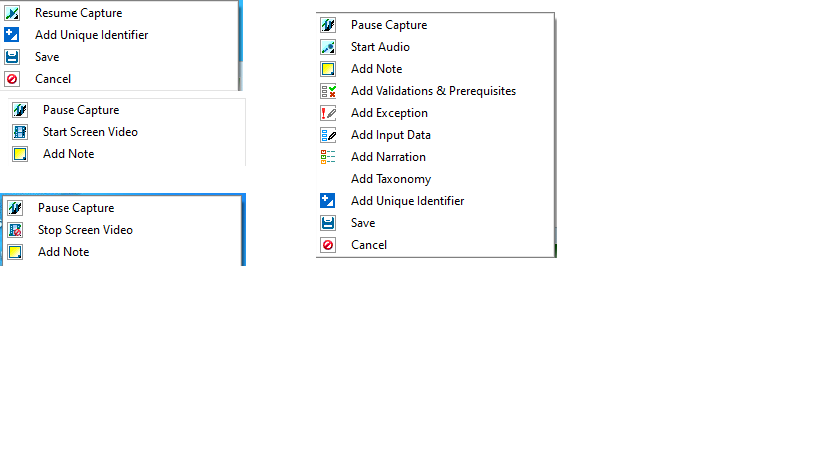 Resume Capture
Add Unique Identifier
Save
Cancel
Pause Capture
Start Screen Video
Add Note
Pause Capture
Stop Screen Video
Add Note
Pause Capture
Start Audio
Add Note
Add Validations & Prerequisites
Add Exception
Add Input Data
Add Narration
Add Taxonomy
Add Unique Identifier
Save
Cancel